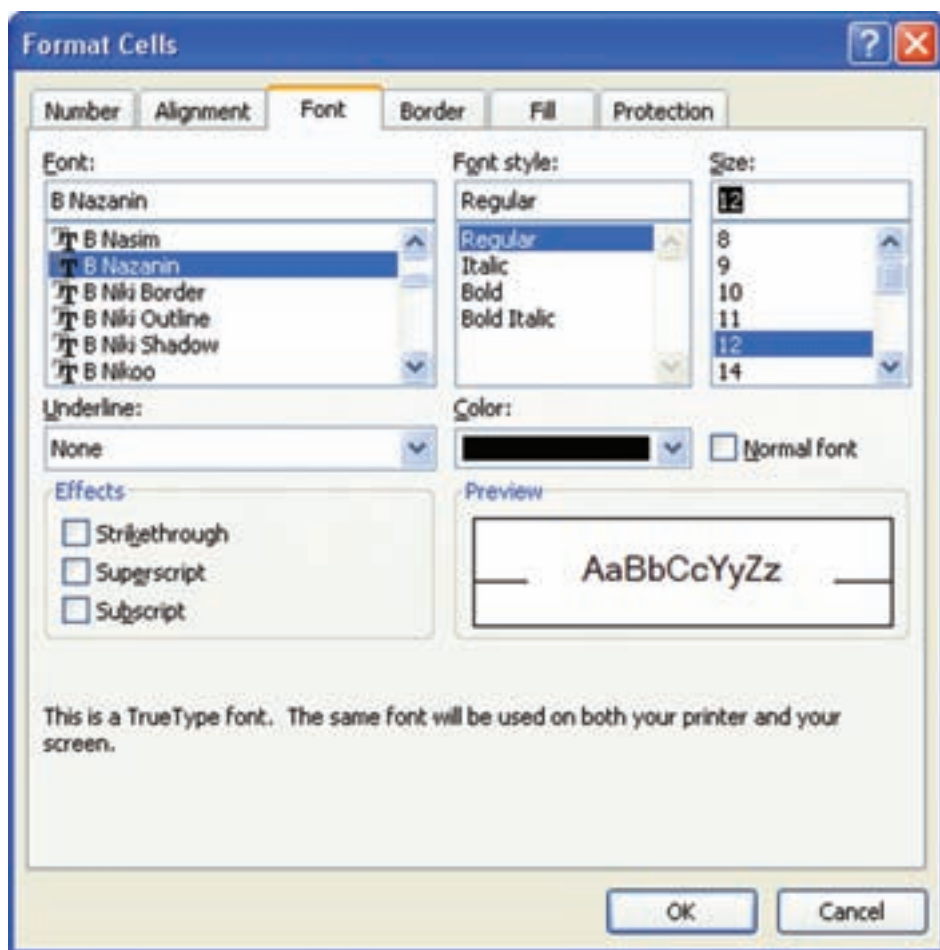 Format Cells
Number Alignment Font Border Fill Protection
Font: Font style: Size:
B Nazanin Regular 12
B Nasim Regular 8
B Nazanin Italic 9
B Niki Border Bold 10
B Niki Outline Bold Italic 11
B Niki Shadow 12
B Nikoo 14
Underline: Color:
None Normal font
Effects Preview
Strikethrough
Superscript AaBbCcYyZz
Subscript
This is a TrueType font. The same font will be used on both your printer and your
screen.
OK Cancel